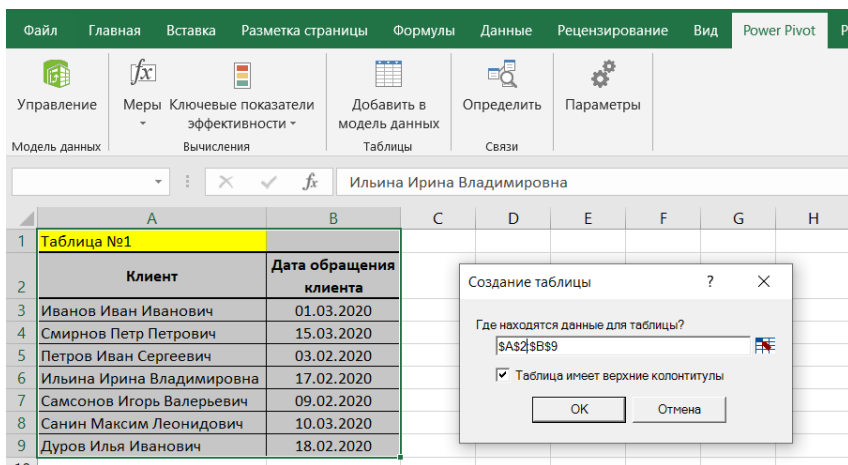 Файл Главная Вставка Разметка страницы Формулы Данные Рецензирование Вид Power Pivot
Управление Меры Ключевые показатели эффективности Добавить в модель данных Определить Параметры
Модель данных Вычисления Таблицы Связи
fx Ильина Ирина Владимировна
A B C D E F G H
1 Таблица №1
2 Клиент Дата обращения клиента
3 Иванов Иван Иванович 01.03.2020
4 Смирнов Петр Петрович 15.03.2020
5 Петров Иван Сергеевич 03.02.2020
6 Ильина Ирина Владимировна 17.02.2020
7 Самсонов Игорь Валерьевич 09.02.2020
8 Санин Максим Леонидович 10.03.2020
9 Дуров Илья Иванович 18.02.2020
Создание таблицы ? X
Где находятся данные для таблицы?
$A$2:$B$9
Таблица имеет верхние колонтитулы
OK Отмена